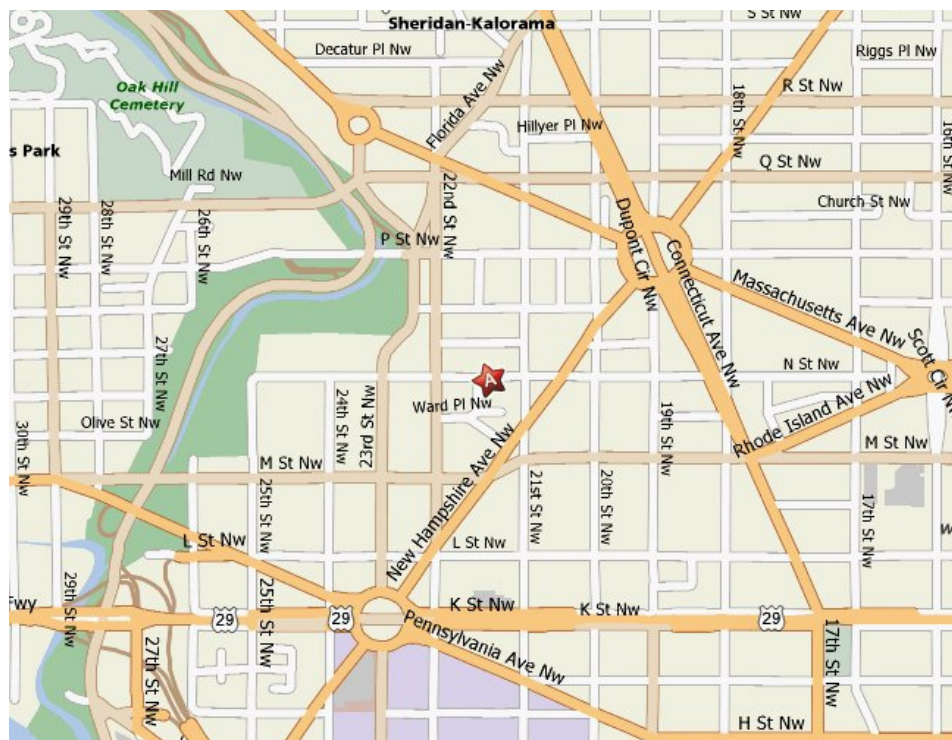 Sheridan-Kalorama
S St Nw
Decatur Pl Nw
Riggs Pl Nw
Oak Hill
Cemetery
Florida Ave Nw
R St Nw
18th St Nw
Hillyer Pl Nw
16th St Nw
s Park
Q St Nw
Mill Rd Nw
22nd St Nw
Church St Nw
29th St Nw
28th St Nw
26th St Nw
P St Nw
Dupont Cir Nw
Connecticut Ave Nw
Massachusetts Ave Nw
Scott Cir Nw
27th St Nw
N St Nw
A
Ward Pl Nw
Rhode Island Ave Nw
24th St Nw
23rd St Nw
19th St Nw
Olive St Nw
30th St Nw
M St Nw
M St Nw
New Hampshire Ave Nw
25th St Nw
21st St Nw
20th St Nw
17th St Nw
L St Nw
L St Nw
W
29th St Nw
25th St Nw
Fwy
29
29
K St Nw
K St Nw
29
Pennsylvania Ave Nw
27th St Nw
17th St Nw
H St Nw